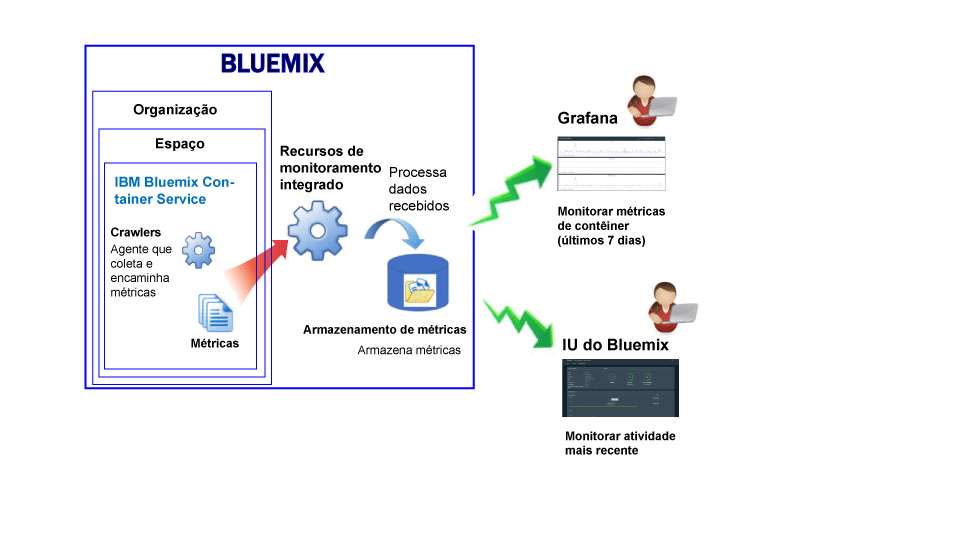 BLUEMIX
Organização
Espaço
IBM Bluemix Con-
tainer Service
Crawlers
Agente que
coleta e
encaminha
métricas
Métricas
Recursos de
monitoramento
integrado
Processa
dados
recebidos
Armazenamento de métricas
Armazena métricas
Grafana
Monitorar métricas
de contêiner
(últimos 7 dias)
IU do Bluemix
Monitorar atividade
mais recente